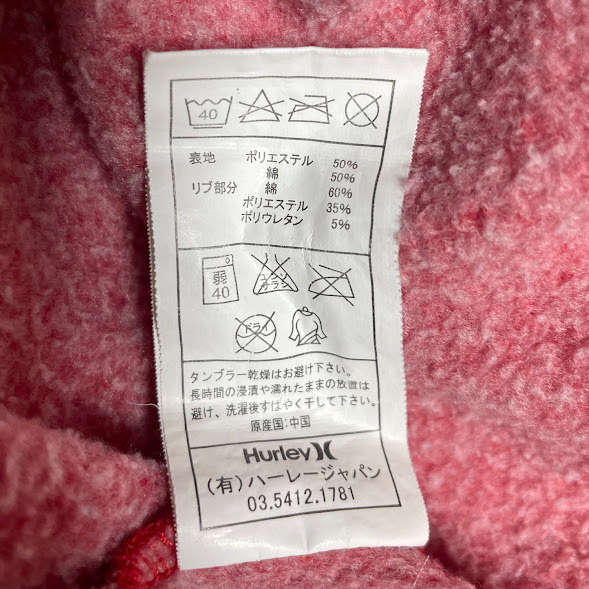 40
表地 ポリエステル 50%
綿 50%
リブ部分 綿 60%
ポリエステル 35%
ポリウレタン 5%
弱
40
エンソ
サラシ
ドライ
タンブラー乾燥はお避け下さい。
長時間の浸漬や濡れたままの放置は
避け、洗濯後すばやく干して下さい。
原産国:中国
Hurley
(有)ハーレージャパン
03.5412.1781